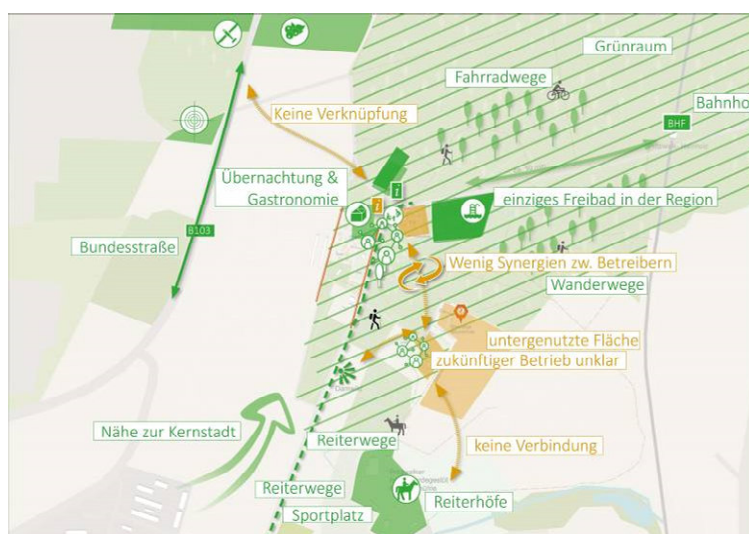 Grünraum
Fahrradwege
Bahnho
BHF
Keine Verknüpfung
Übernachtung &
Gastronomie
einziges Freibad in der Region
B103
Bundesstraße
Wenig Synergien zw. Betreibern
Wanderwege
untergenutzte Fläche
zukünftiger Betrieb unklar
Nähe zur Kernstadt
Reiterwege
keine Verbindung
Reiterwege
Reiterhöfe
Sportplatz